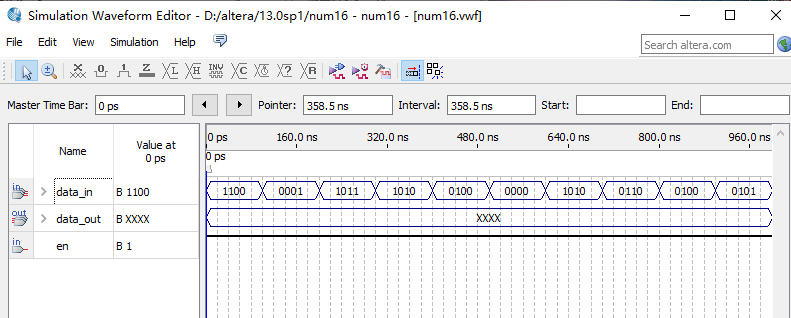 Simulation Waveform Editor - D:/altera/13.0sp1/num16 - num16 - [num16.vwf]
File Edit View Simulation Help
Search altera.com
Master Time Bar: 0 ps Pointer: 358.5 ns Interval: 358.5 ns Start: End:
Name Value at 0 ps
0 ps 160.0 ns 320.0 ns 480.0 ns 640.0 ns 800.0 ns 960.0 ns
0 ps
in data_in B 1100 1100 0001 1011 1010 0100 0000 1010 0110 0100 0101
out data_out B XXXX XXXX
in en B 1